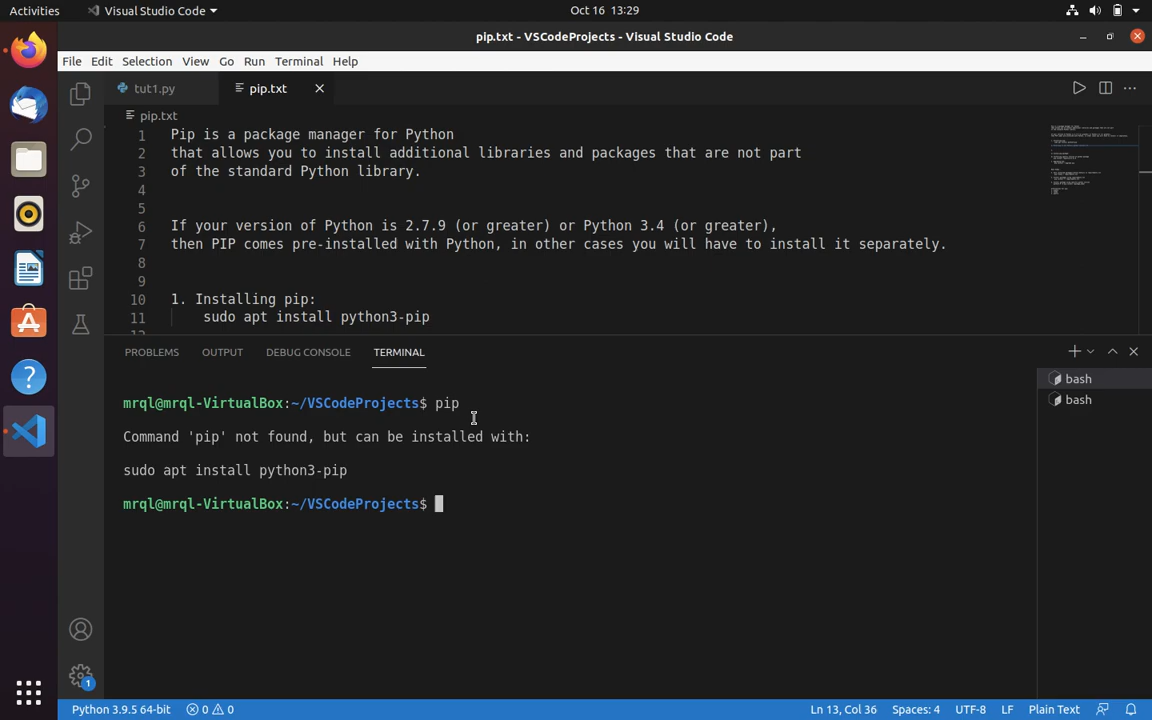 Activities
Visual Studio Code
Oct 16 13:29
pip.txt - VSCodeProjects - Visual Studio Code
File Edit Selection View Go Run Terminal Help
tut1.py
pip.txt
pip.txt
1 Pip is a package manager for Python
2 that allows you to install additional libraries and packages that are not part
3 of the standard Python library.
4
5
6 If your version of Python is 2.7.9 (or greater) or Python 3.4 (or greater),
7 then PIP comes pre-installed with Python, in other cases you will have to install it separately.
8
9
10 1. Installing pip:
11 sudo apt install python3-pip
PROBLEMS OUTPUT DEBUG CONSOLE TERMINAL
bash
bash
mrql@mrql-VirtualBox:~/VSCodeProjects$ pip
Command 'pip' not found, but can be installed with:
sudo apt install python3-pip
mrql@mrql-VirtualBox:~/VSCodeProjects$
1
Python 3.9.5 64-bit 0 0 Ln 13, Col 36 Spaces: 4 UTF-8 LF Plain Text